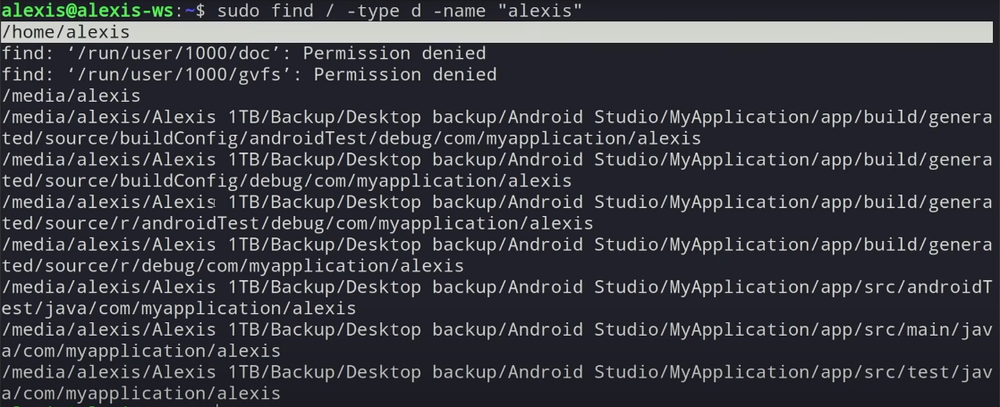 alexis@alexis-ws:~$ sudo find / -type d -name "alexis"
/home/alexis
find: ‘/run/user/1000/doc’: Permission denied
find: ‘/run/user/1000/gvfs’: Permission denied
/media/alexis
/media/alexis/Alexis 1TB/Backup/Desktop backup/Android Studio/MyApplication/app/build/genera
ted/source/buildConfig/androidTest/debug/com/myapplication/alexis
/media/alexis/Alexis 1TB/Backup/Desktop backup/Android Studio/MyApplication/app/build/genera
ted/source/buildConfig/debug/com/myapplication/alexis
/media/alexis/Alexis 1TB/Backup/Desktop backup/Android Studio/MyApplication/app/build/genera
ted/source/r/androidTest/debug/com/myapplication/alexis
/media/alexis/Alexis 1TB/Backup/Desktop backup/Android Studio/MyApplication/app/build/genera
ted/source/r/debug/com/myapplication/alexis
/media/alexis/Alexis 1TB/Backup/Desktop backup/Android Studio/MyApplication/app/src/androidT
est/java/com/myapplication/alexis
/media/alexis/Alexis 1TB/Backup/Desktop backup/Android Studio/MyApplication/app/src/main/jav
a/com/myapplication/alexis
/media/alexis/Alexis 1TB/Backup/Desktop backup/Android Studio/MyApplication/app/src/test/jav
a/com/myapplication/alexis